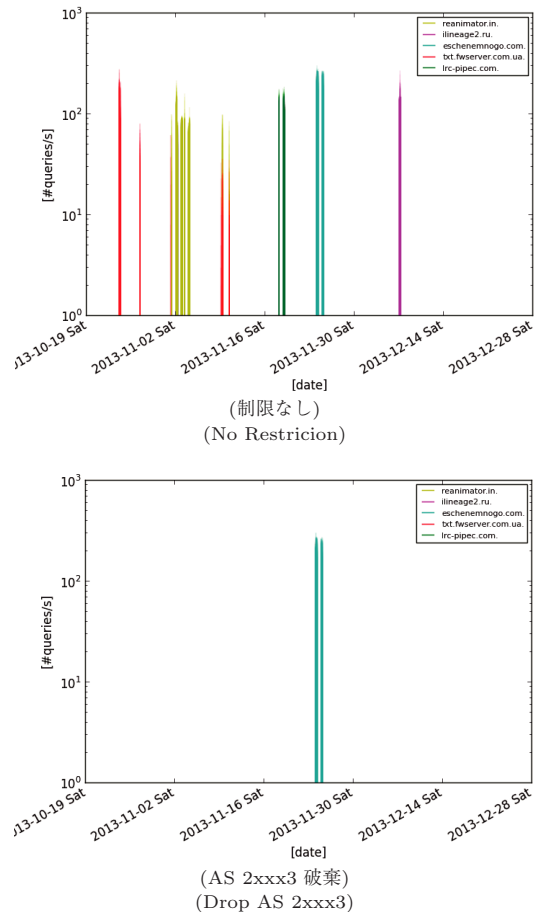 10³
10²
10¹
10⁰
[#queries/s]
reanimator.in.
ilineage2.ru.
eschenemnogo.com.
txt.fwserver.com.ua.
lrc-pipec.com.
013-10-19 Sat
2013-11-02 Sat
2013-11-16 Sat
2013-11-30 Sat
2013-12-14 Sat
2013-12-28 Sat
[date]
(制限なし)
(No Restricion)
10³
10²
10¹
10⁰
[#queries/s]
reanimator.in.
ilineage2.ru.
eschenemnogo.com.
txt.fwserver.com.ua.
lrc-pipec.com.
013-10-19 Sat
2013-11-02 Sat
2013-11-16 Sat
2013-11-30 Sat
2013-12-14 Sat
2013-12-28 Sat
[date]
(AS 2xxx3 破棄)
(Drop AS 2xxx3)